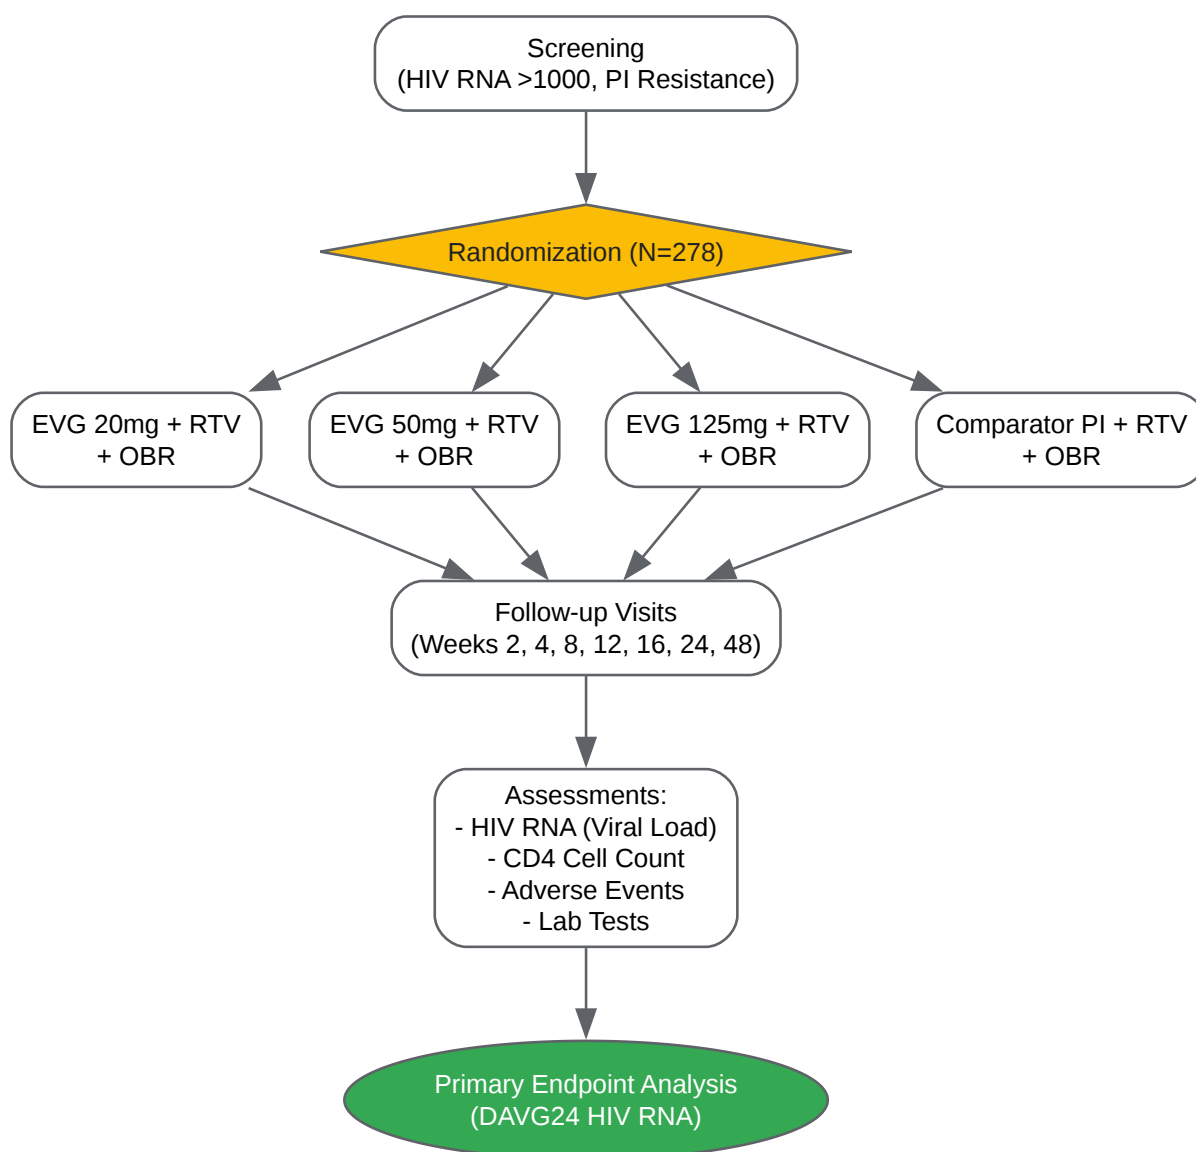 Screening
(HIV RNA >1000, PI Resistance)
Randomization (N=278)
EVG 20mg + RTV
+ OBR
EVG 50mg + RTV
+ OBR
EVG 125mg + RTV
+ OBR
Comparator PI + RTV
+ OBR
Follow-up Visits
(Weeks 2, 4, 8, 12, 16, 24, 48)
Assessments:
- HIV RNA (Viral Load)
- CD4 Cell Count
- Adverse Events
- Lab Tests
Primary Endpoint Analysis
(DAVG24 HIV RNA)